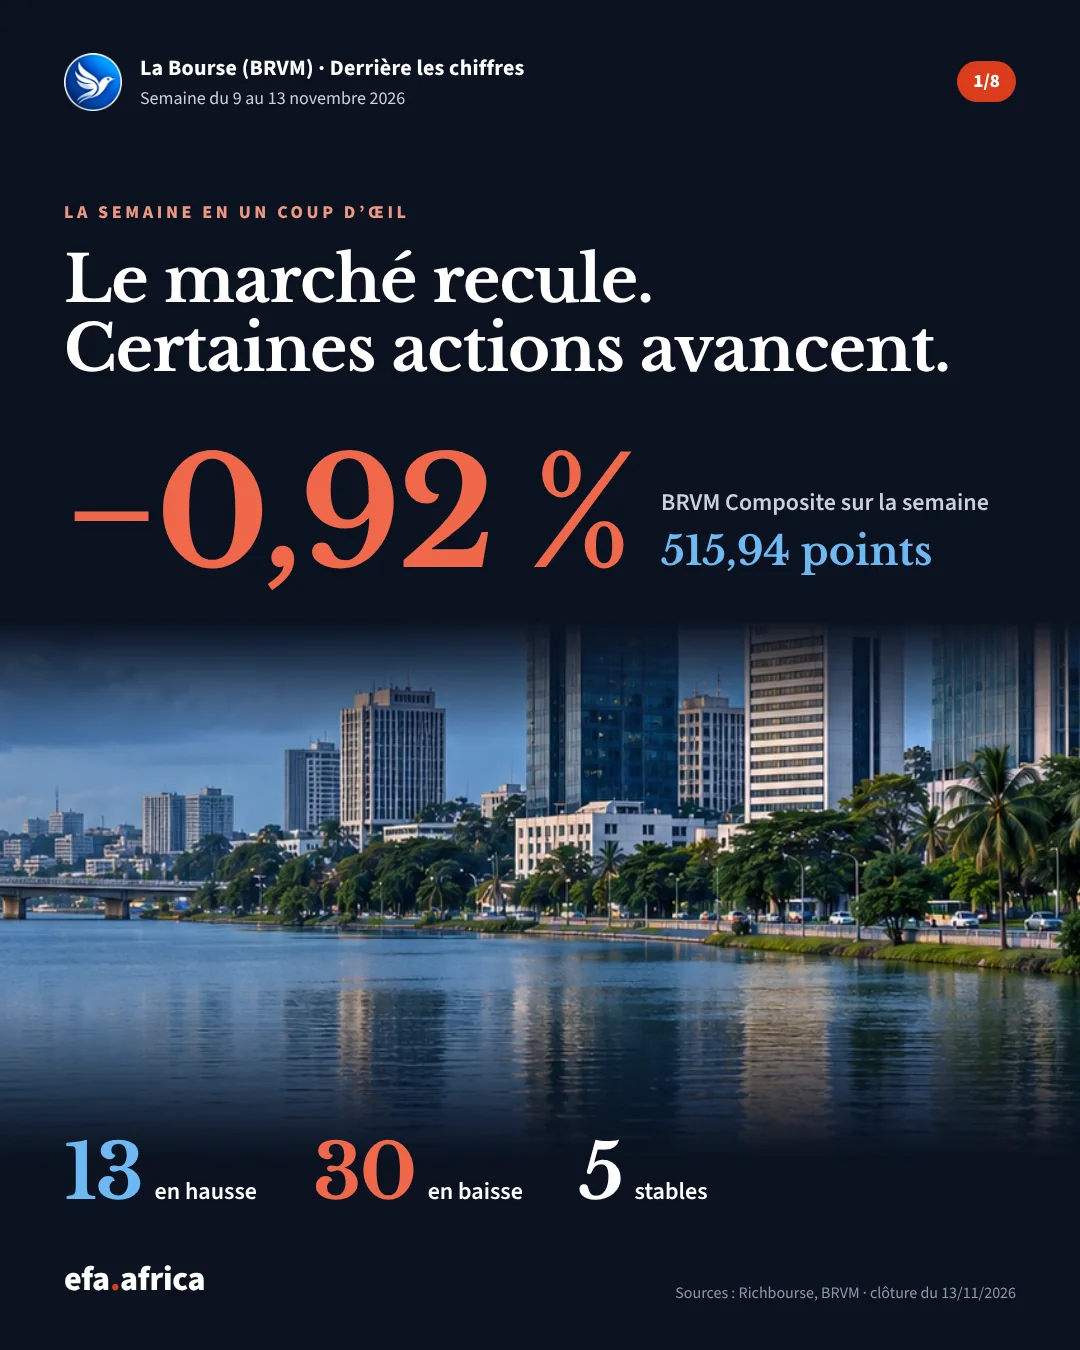 La Bourse (BRVM) · Derrière les chiffres
Semaine du 9 au 13 novembre 2026
1/8
LA SEMAINE EN UN COUP D’ŒIL
Le marché recule.
Certaines actions avancent.
−0,92 %
BRVM Composite sur la semaine
515,94 points
13 en hausse
30 en baisse
5 stables
efa.africa
Sources : Richbourse, BRVM · clôture du 13/11/2026